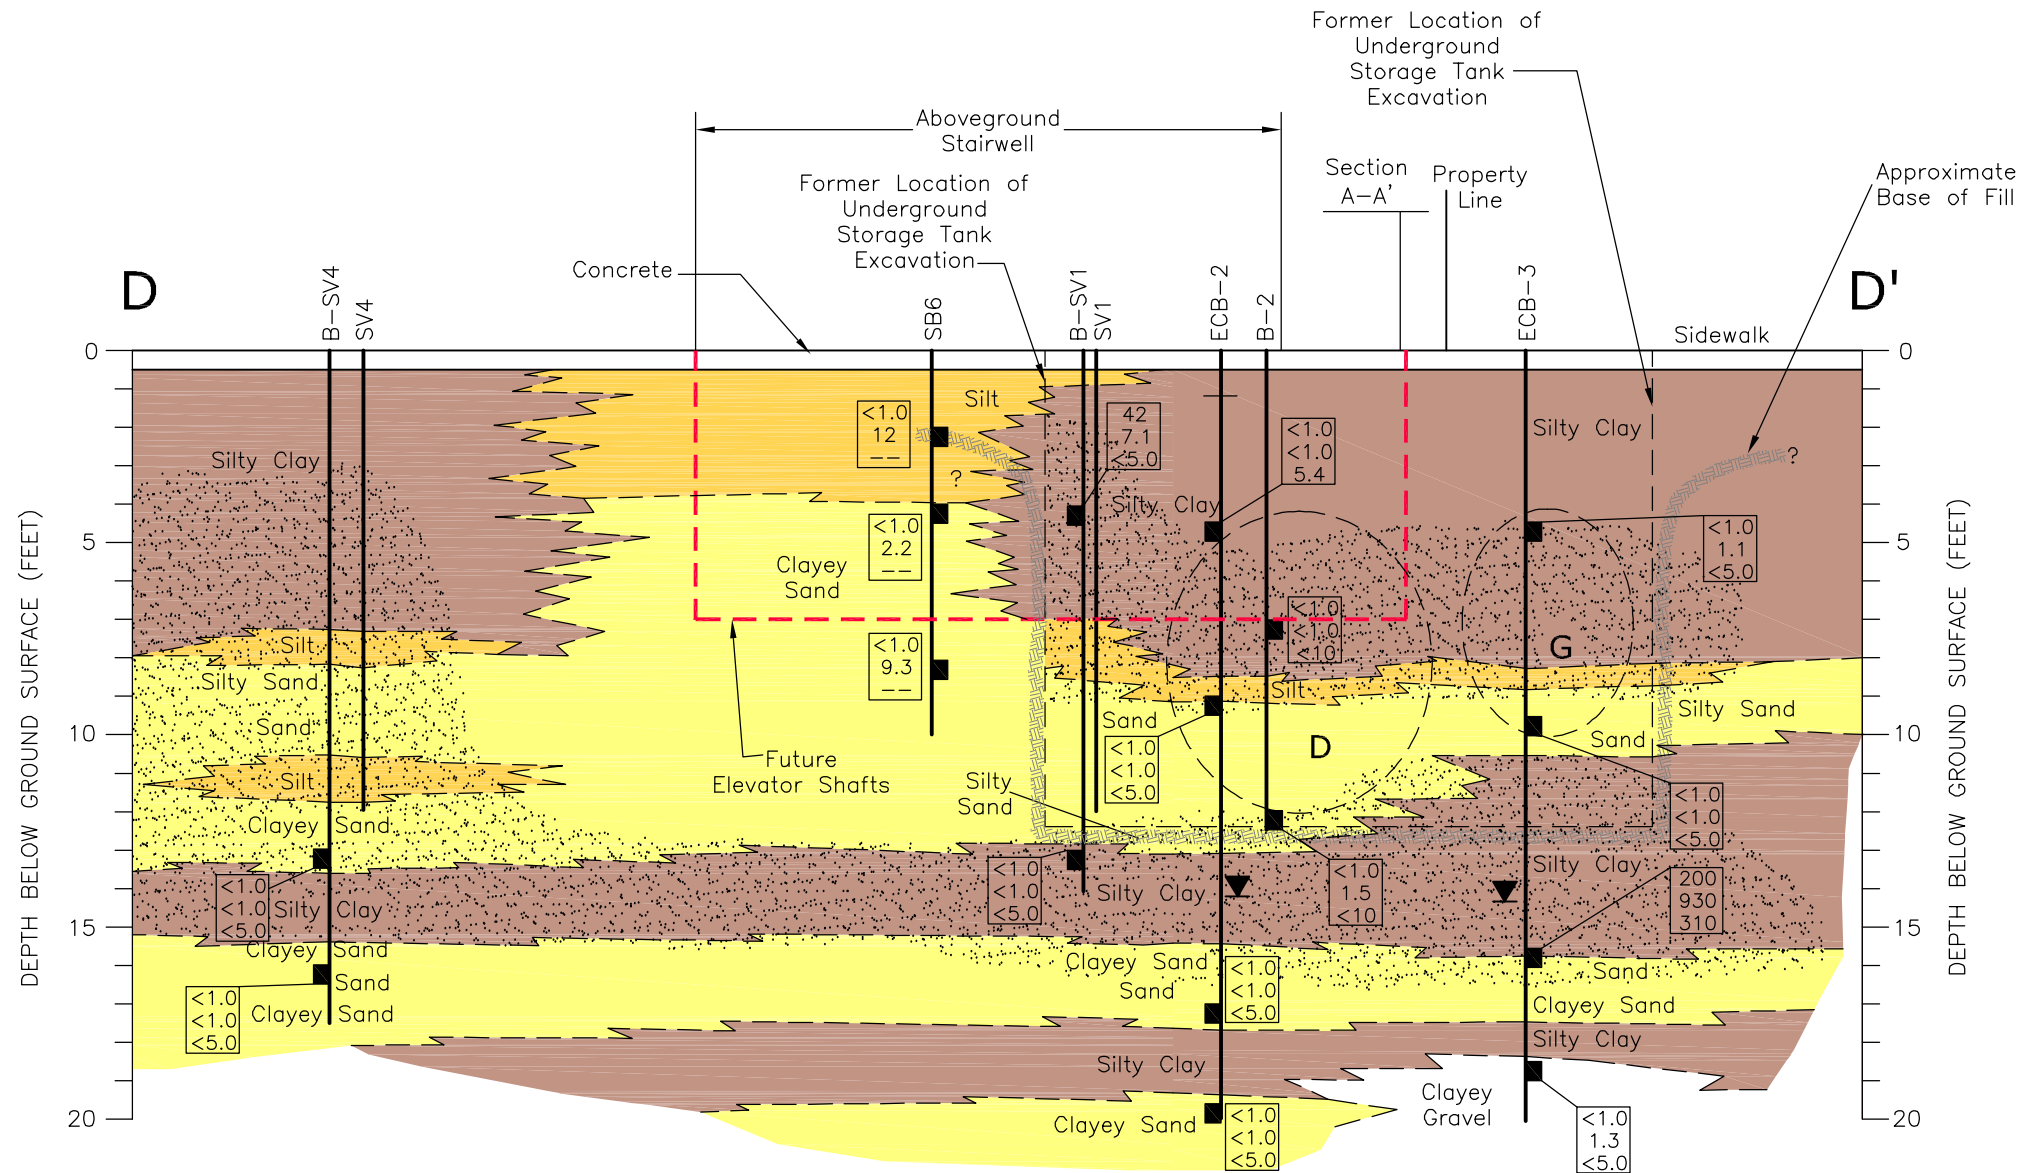 Former Location of
Underground
Storage Tank
Excavation
Aboveground
Stairwell
Section
A-A'
Property
Line
Approximate
Base of Fill
Former Location of
Underground
Storage Tank
Excavation
Concrete
D
D'
B-SV4
SV4
SB6
B-SV1
SV1
ECB-2
B-2
ECB-3
Sidewalk
0
5
10
15
20
0
5
10
15
20
DEPTH BELOW GROUND SURFACE (FEET)
DEPTH BELOW GROUND SURFACE (FEET)
Silt
<1.0
12
--
42
7.1
<5.0
<1.0
<1.0
5.4
Silty Clay
?
Silty Clay
?
Silty Clay
<1.0
2.2
--
<1.0
1.1
<5.0
Clayey
Sand
<1.0
<1.0
<10
<1.0
9.3
--
G
Silt
Silty Sand
Sand
Silt
Clayey Sand
Silt
Sand
Silty Sand
Sand
D
<1.0
<1.0
<5.0
Future
Elevator Shafts
Silty
Sand
<1.0
<1.0
<5.0
<1.0
<1.0
<5.0
Silty Clay
<1.0
<1.0
<5.0
Silty Clay
<1.0
1.5
<10
Silty Clay
200
930
310
Clayey Sand
Sand
Clayey Sand
<1.0
<1.0
<5.0
Clayey Sand
Sand
<1.0
<1.0
<5.0
Sand
Clayey Sand
Silty Clay
Silty Clay
Clayey
Gravel
Clayey Sand
<1.0
<1.0
<5.0
<1.0
1.3
<5.0